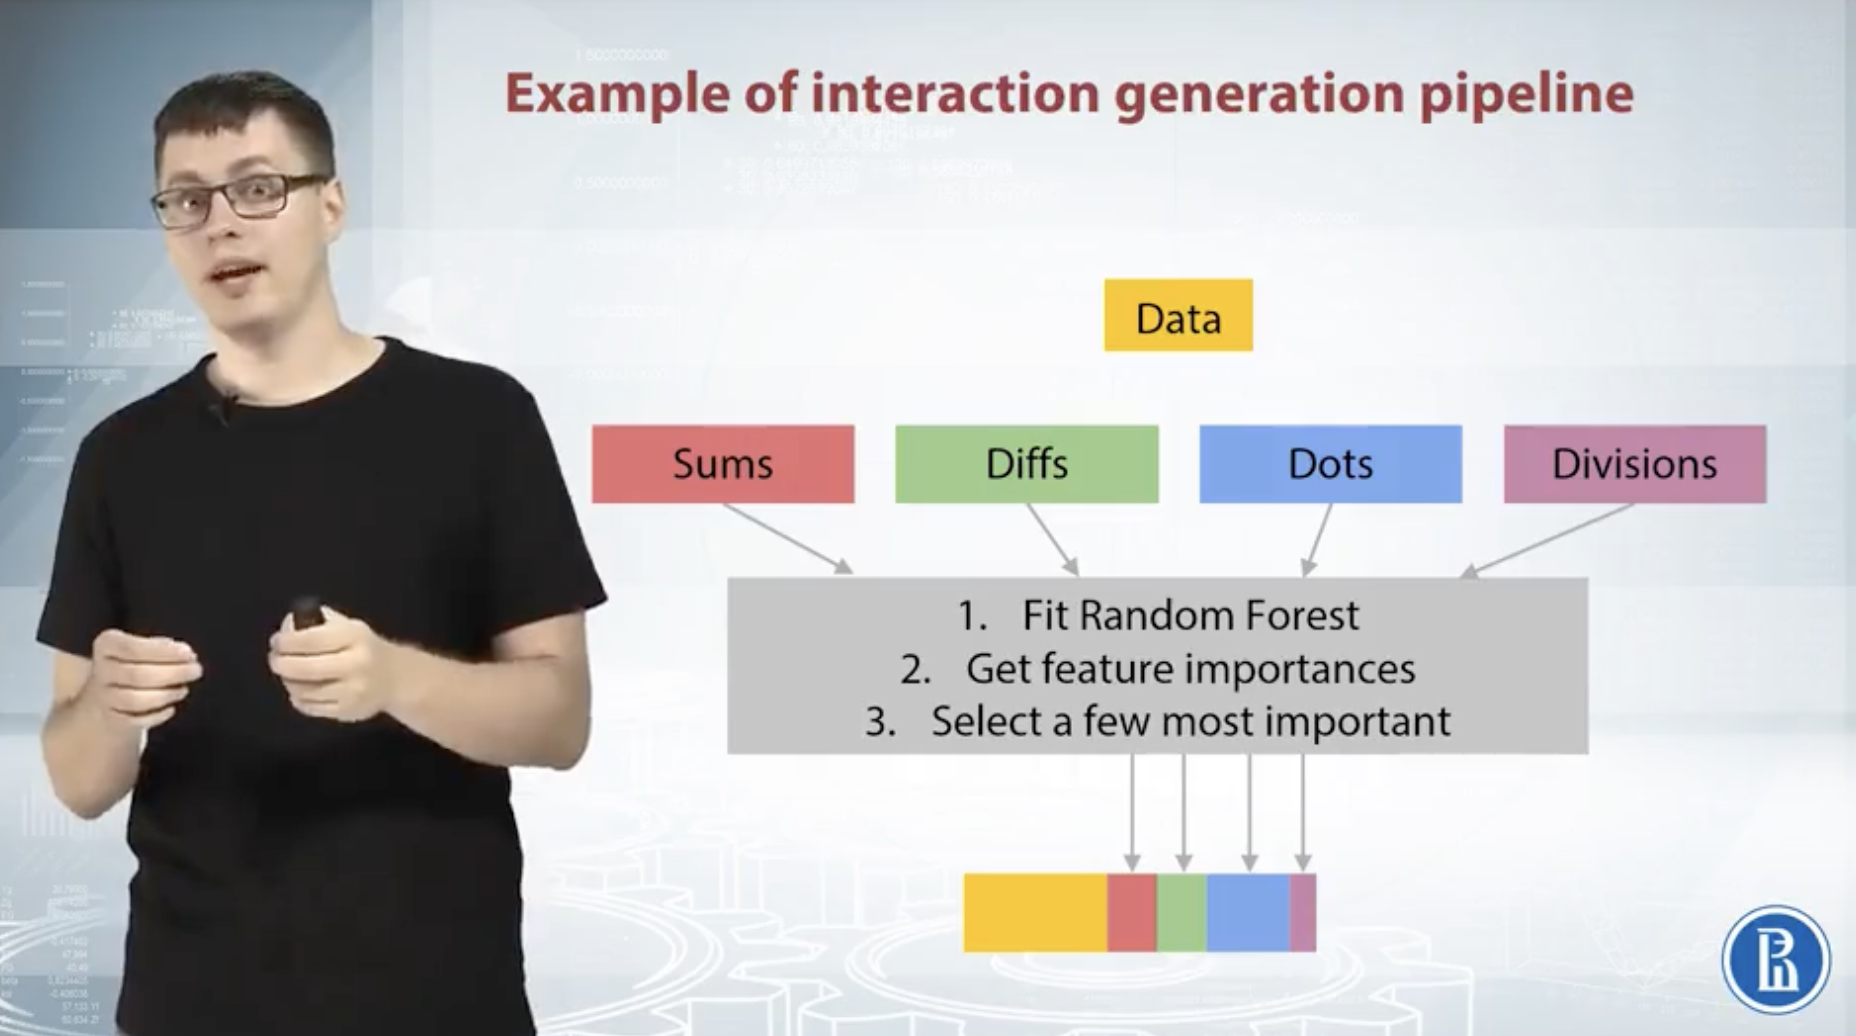 Example of interaction generation pipeline
Data
Sums
Diffs
Dots
Divisions
1. Fit Random Forest
2. Get feature importances
3. Select a few most important